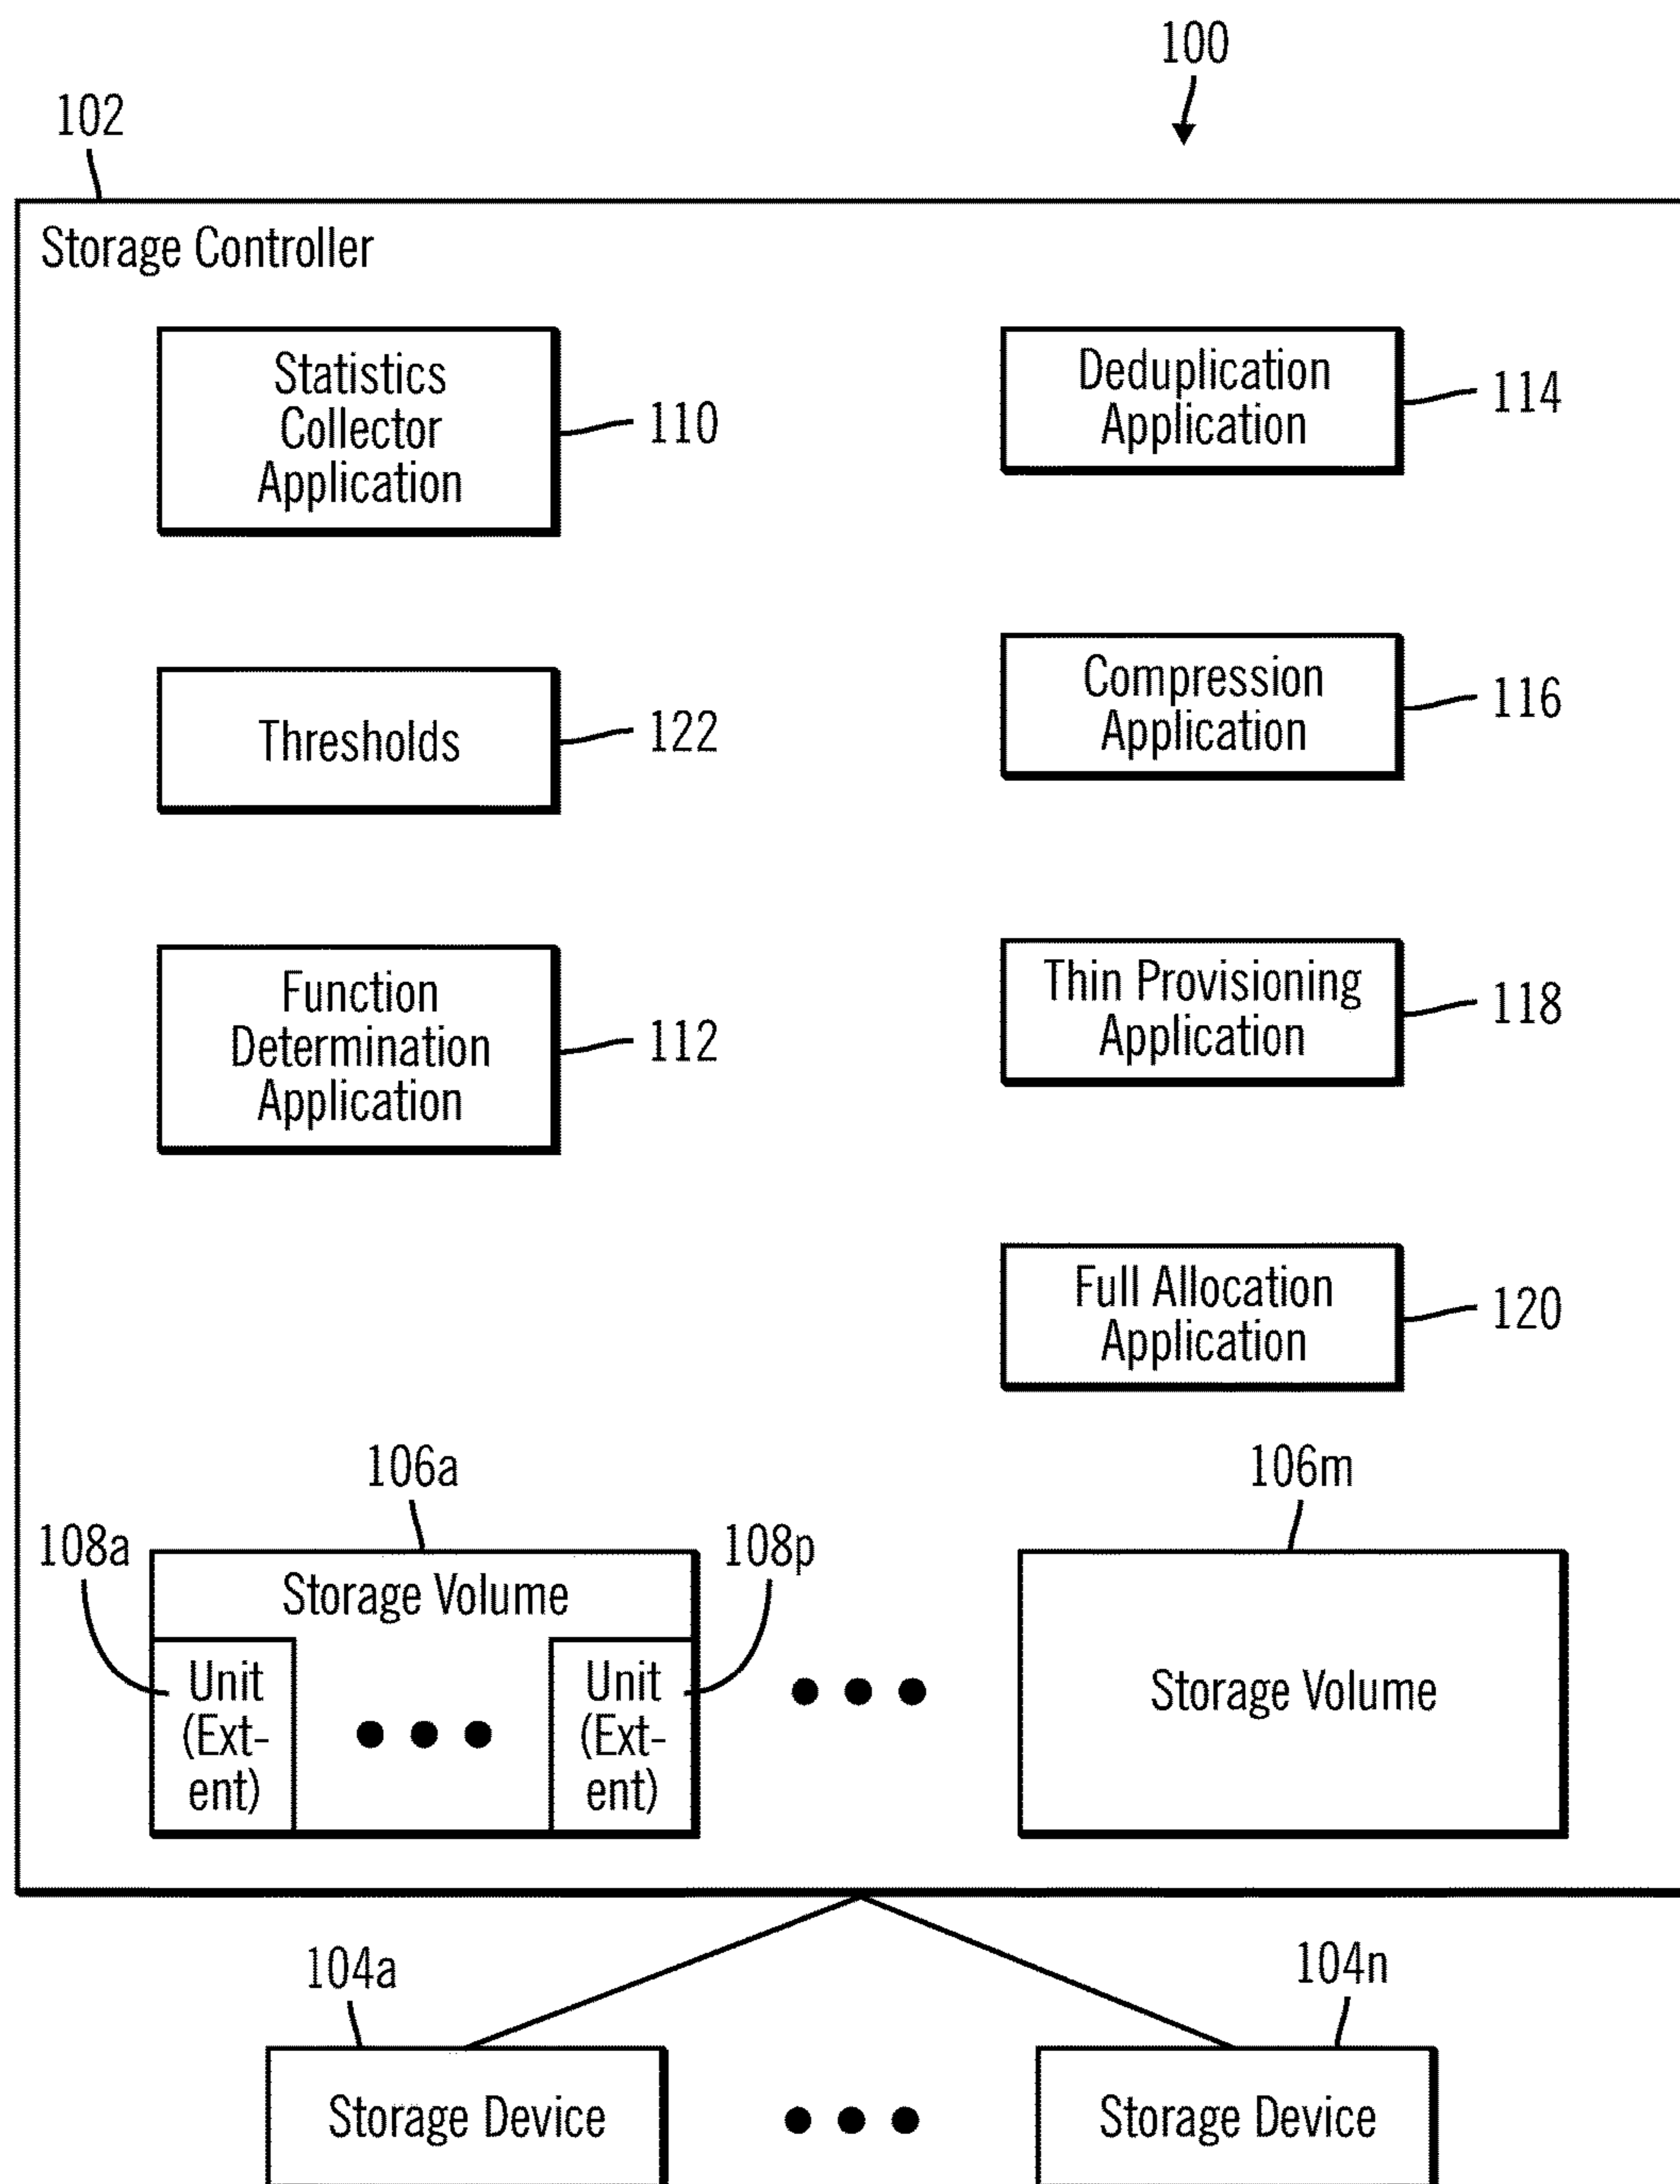 100
102
Storage Controller
Statistics
Collector
Application
110
Deduplication
Application
114
Thresholds
122
Compression
Application
116
Function
Determination
Application
112
Thin Provisioning
Application
118
Full Allocation
Application
120
106a
106m
108a
108p
Storage Volume
Unit
(Ext-
ent)
Unit
(Ext-
ent)
Storage Volume
104a
104n
Storage Device
Storage Device